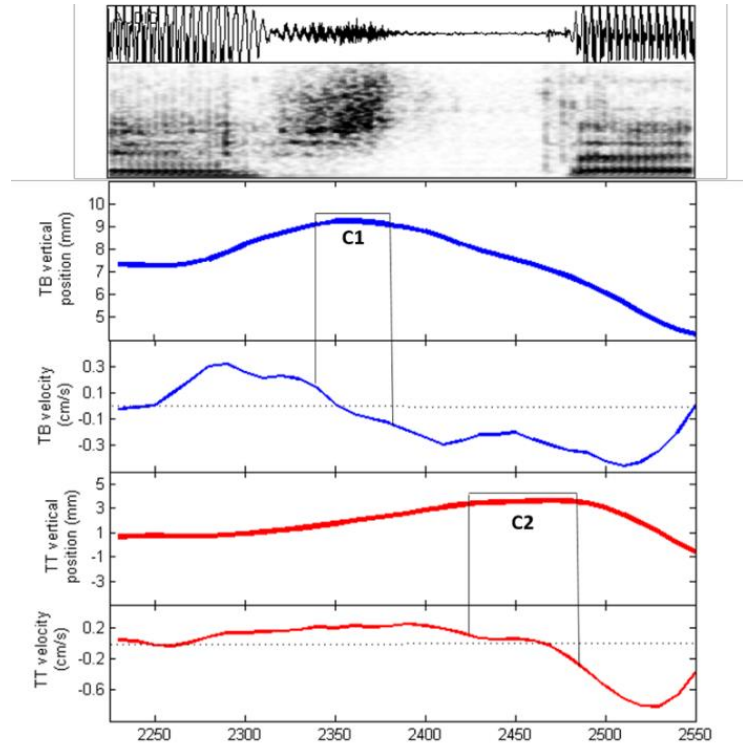 10
9
8
7
6
5
TB vertical
position (mm)
C1
0.3
0.1
-0.1
-0.3
TB velocity
(cm/s)
5
3
1
-1
-3
TT vertical
position (mm)
C2
0.2
-0.2
-0.6
TT velocity
(cm/s)
2250 2300 2350 2400 2450 2500 2550